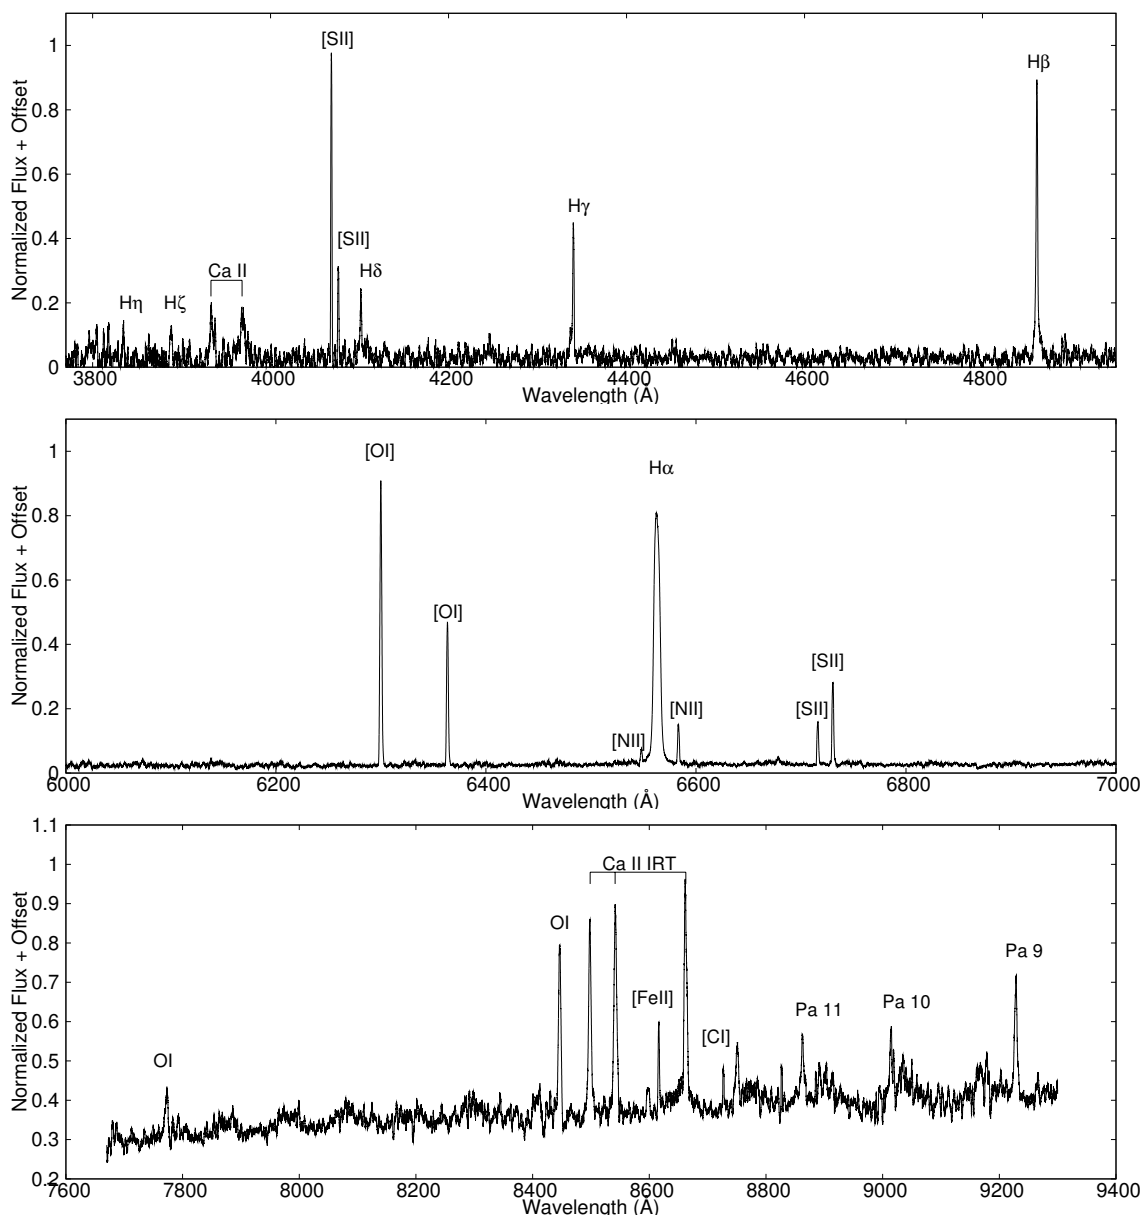 1
0.8
0.6
0.4
0.2
0
Normalized Flux + Offset
[SII]
[SII]
Hδ
Ca II
Hη
Hζ
Hγ
Hβ
3800
4000
4200
4400
4600
4800
Wavelength (Å)
1
0.8
0.6
0.4
0.2
0
Normalized Flux + Offset
[OI]
[OI]
Hα
[NII]
[NII]
[SII]
[SII]
6000
6200
6400
6600
6800
7000
Wavelength (Å)
1.1
1
0.9
0.8
0.7
0.6
0.5
0.4
0.3
0.2
Normalized Flux + Offset
OI
OI
Ca II IRT
[FeII]
[CI]
Pa 11
Pa 10
Pa 9
7600
7800
8000
8200
8400
8600
8800
9000
9200
9400
Wavelength (Å)